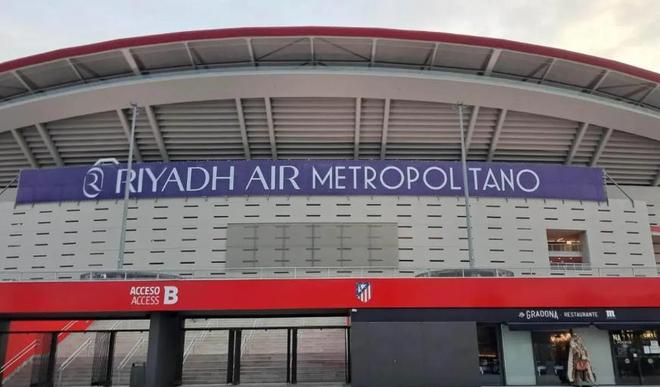 RIYADH AIR METROPOLITANO
ACCESO
ACCESS B
GRADONA RESTAURANTE